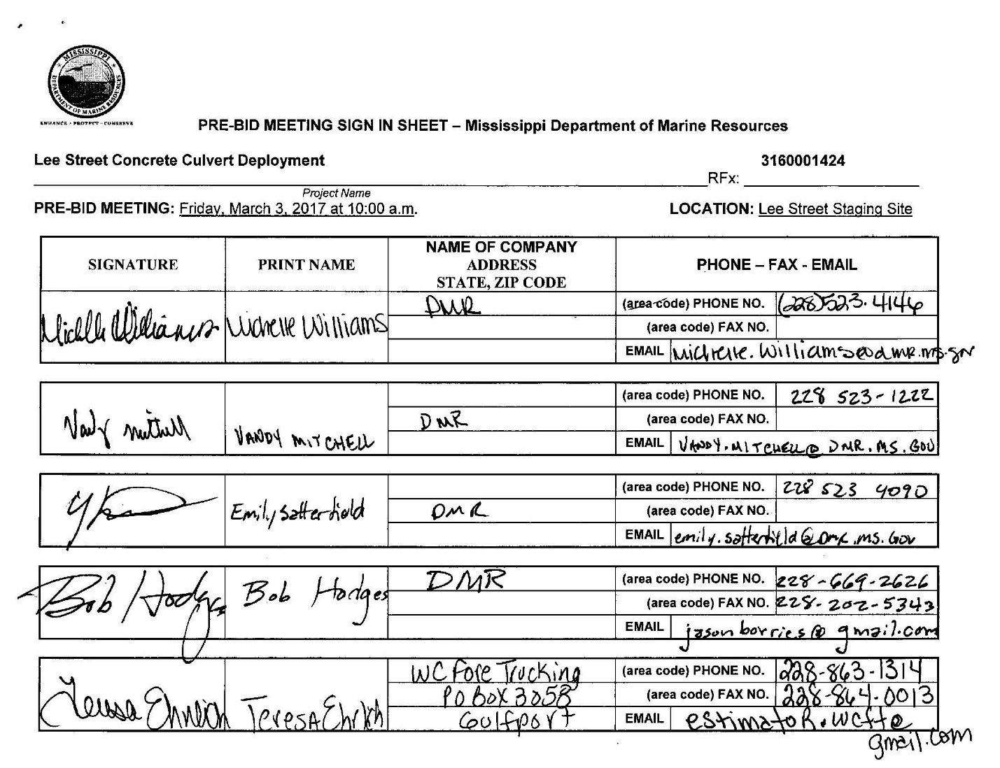 MISSISSIPPI
DEPARTMENT OF MARINE RESOURCES
ENHANCE - PROTECT - CONSERVE
PRE-BID MEETING SIGN IN SHEET – Mississippi Department of Marine Resources
Lee Street Concrete Culvert Deployment 3160001424
RFx:
Project Name
PRE-BID MEETING: Friday, March 3, 2017 at 10:00 a.m. LOCATION: Lee Street Staging Site
SIGNATURE PRINT NAME NAME OF COMPANY ADDRESS STATE, ZIP CODE PHONE – FAX - EMAIL
Michelle Williams Michelle Williams DMR (area code) PHONE NO. (228)523.4146
(area code) FAX NO.
EMAIL Michelle.Williams@dmr.ms.gov
(area code) PHONE NO. 228 523-1222
Vandy Mitchell VANDY MITCHELL DMR (area code) FAX NO.
EMAIL VANDY.MITCHELL@DMR.MS.GOV
(area code) PHONE NO. 228 523 4090
Emily Satterfield DMR (area code) FAX NO.
EMAIL emily.satterfield@Dmr.ms.Gov
Bob Hodges Bob Hodges DMR (area code) PHONE NO. 228-669-2626
(area code) FAX NO. 228-202-5343
EMAIL jasonborries@gmail.com
Teresa Ehrlich Teresa Ehrlich WC Fore Trucking (area code) PHONE NO. 228-863-1314
PO Box 3058 (area code) FAX NO. 228-864-0013
Gulfport EMAIL estimator.wcft@
gmail.com